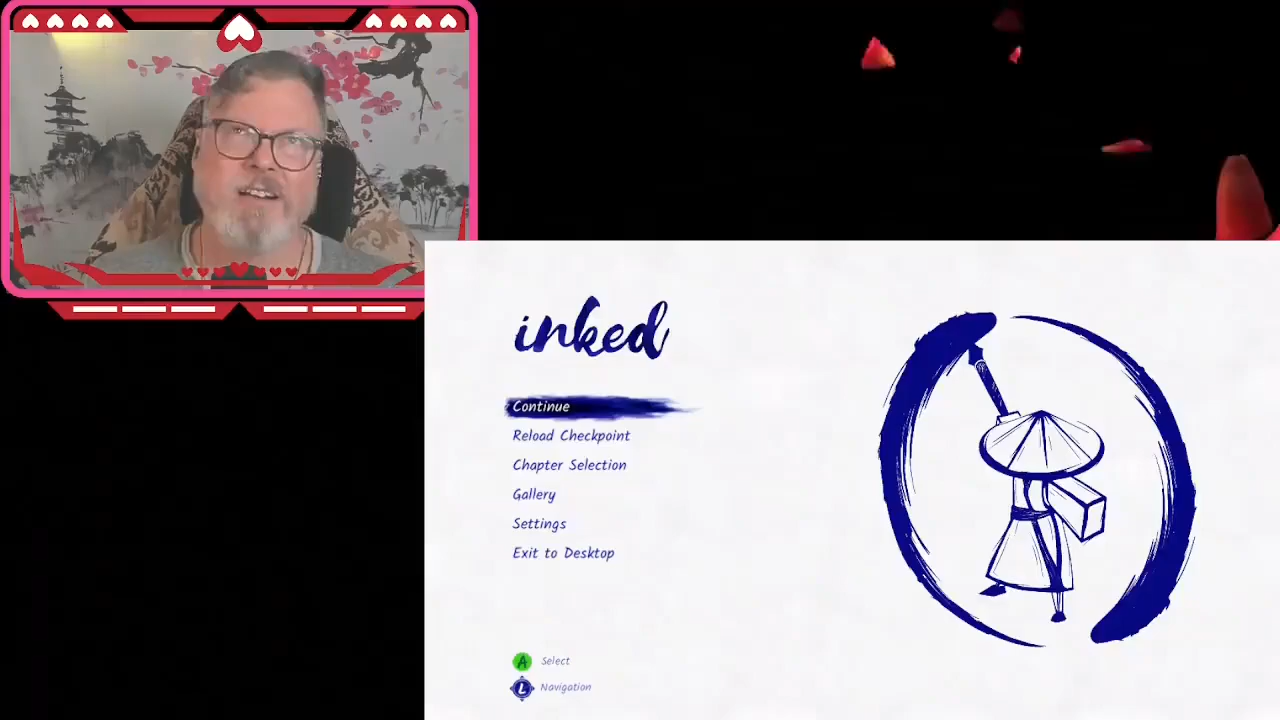 inked
Continue
Reload Checkpoint
Chapter Selection
Gallery
Settings
Exit to Desktop
A Select
L Navigation